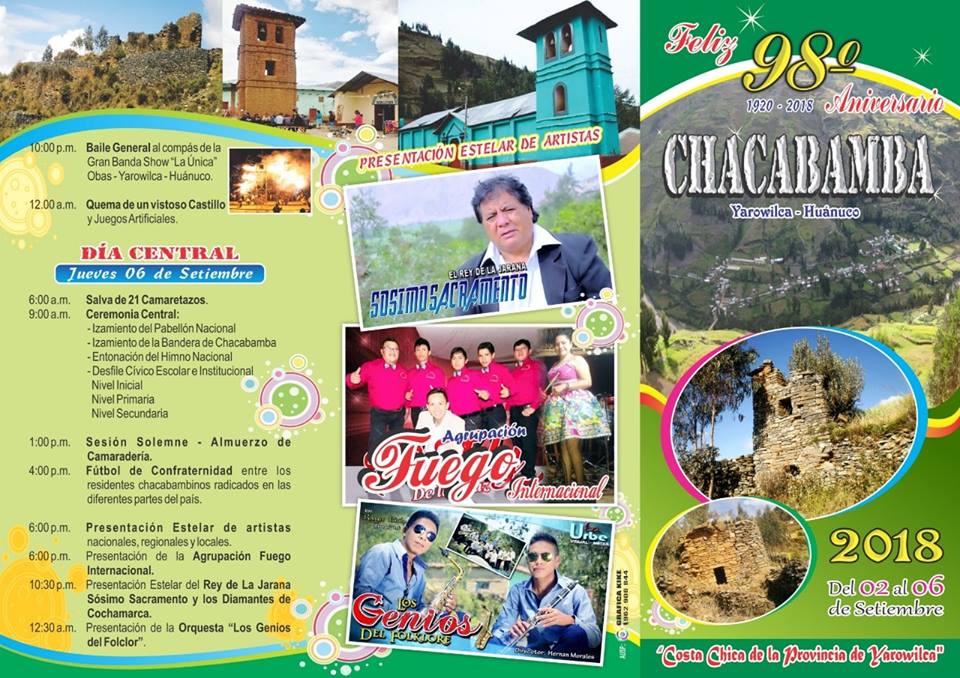 10:00 p.m. Baile General al compás de la
Gran Banda Show "La Única"
Obas - Yarowilca - Huánuco.
12.00 a.m. Quema de un vistoso Castillo
y Juegos Artificiales.
DÍA CENTRAL
Jueves 06 de Setiembre
6:00 a.m. Salva de 21 Camaretazos.
9:00 a.m. Ceremonia Central:
- Izamiento del Pabellón Nacional
- Izamiento de la Bandera de Chacabamba
- Entonación del Himno Nacional
- Desfile Cívico Escolar e Institucional
Nivel Inicial
Nivel Primaria
Nivel Secundaria
1:00 p.m. Sesión Solemne - Almuerzo de
Camaradería.
4:00 p.m. Fútbol de Confraternidad entre los
residentes chacabambinos radicados en las
diferentes partes del país.
6:00 p.m. Presentación Estelar de artistas
nacionales, regionales y locales.
6:00 p.m. Presentación de la Agrupación Fuego
Internacional.
10:30 p.m. Presentación Estelar del Rey de La Jarana
Sósimo Sacramento y los Diamantes de
Cochamarca.
12:30 a.m. Presentación de la Orquesta "Los Genios
del Folclor".
PRESENTACIÓN ESTELAR DE ARTISTAS
EL REY DE LA JARANA
SOSIMO SACRAMENTO
Agrupación
Fuego
Internacional
Urbe
LOS
Genios
DEL FOLKLORE
Director: Hernan Morales
GRAFICA KIKE
962 988 844
Feliz
98º
1920 - 2018
Aniversario
CHACABAMBA
Yarowilca - Huánuco
2018
Del 02 al 06
de Setiembre
"Costa Chica de la Provincia de Yarowilca"